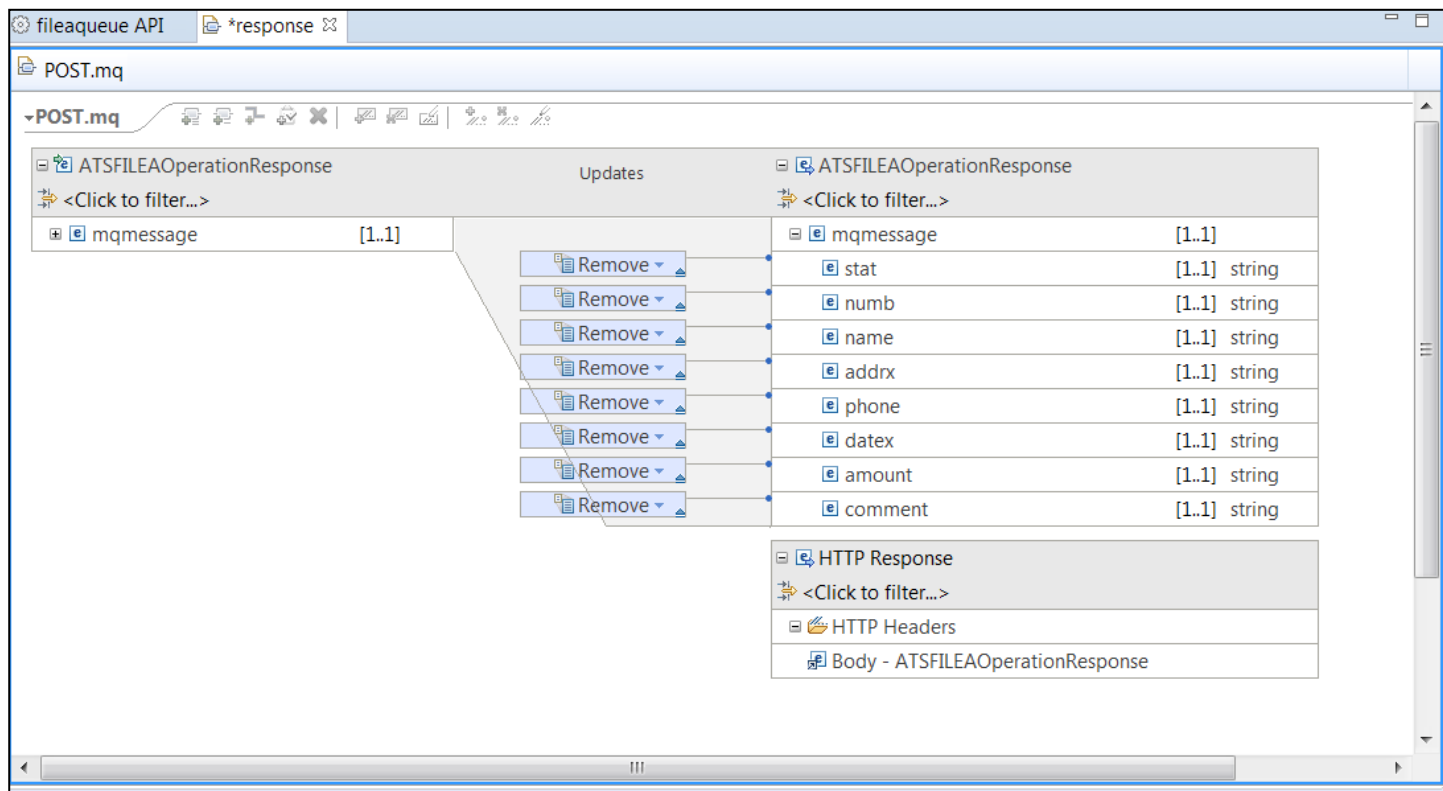 fileaqueue API *response
POST.mq
POST.mq
ATSFILEAOperationResponse Updates ATSFILEAOperationResponse
<Click to filter...> <Click to filter...>
mqmessage [1..1] mqmessage [1..1]
Remove stat [1..1] string
Remove numb [1..1] string
Remove name [1..1] string
Remove addrx [1..1] string
Remove phone [1..1] string
Remove datex [1..1] string
Remove amount [1..1] string
Remove comment [1..1] string
HTTP Response
<Click to filter...>
HTTP Headers
Body - ATSFILEAOperationResponse